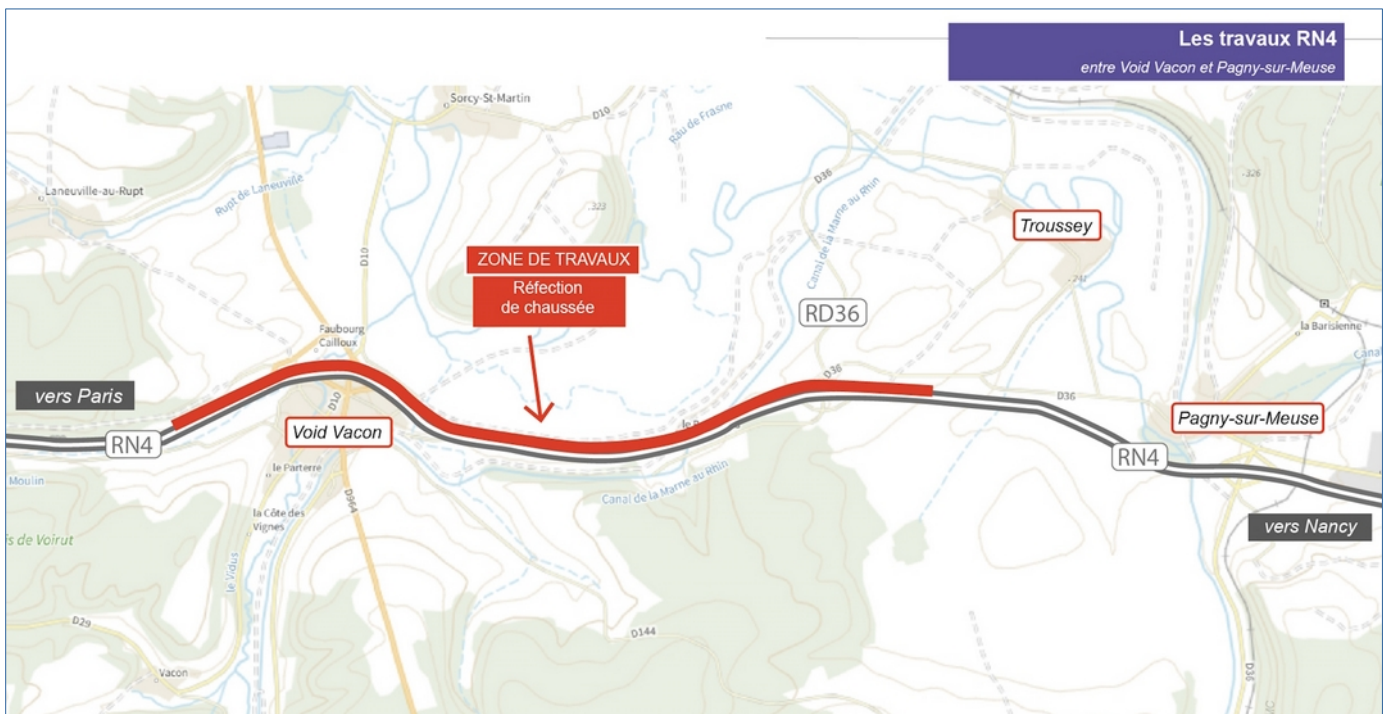 Les travaux RN4
entre Void Vacon et Pagny-sur-Meuse
Sorcy-St-Martin
D10
Rau de Frasne
D36
326
Laneuville-au-Rupt
Rupt de Laneuville
323
Canal de la Marne au Rhin
Troussey
241
D10
ZONE DE TRAVAUX
Réfection
de chaussée
RD36
la Barisienne
Faubourg
Cailloux
Canal
vers Paris
D10
D36
D36
Void Vacon
RN4
le
Pagny-sur-Meuse
RN4
le Parterre
Moulin
D964
Canal de la Marne au Rhin
la Côte des
Vignes
vers Nancy
is de Voirut
le Vidus
D29
D144
Vacon
D36